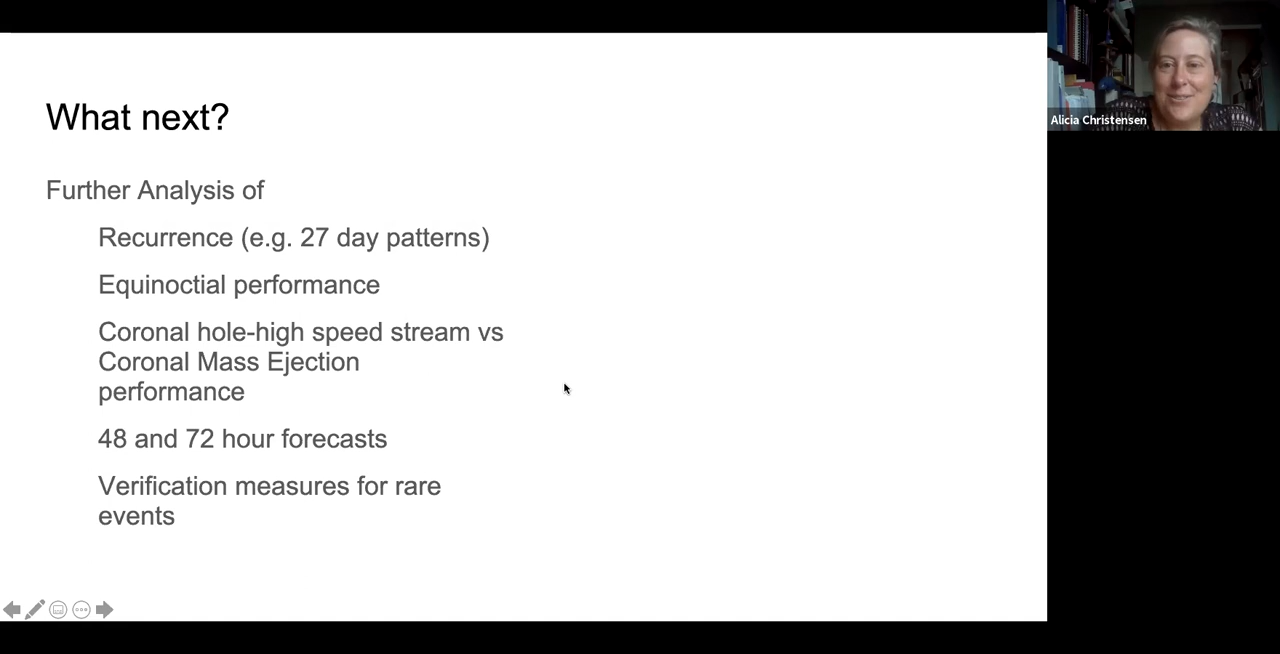 What next?
Further Analysis of
Recurrence (e.g. 27 day patterns)
Equinoctial performance
Coronal hole-high speed stream vs
Coronal Mass Ejection
performance
48 and 72 hour forecasts
Verification measures for rare
events
Alicia Christensen